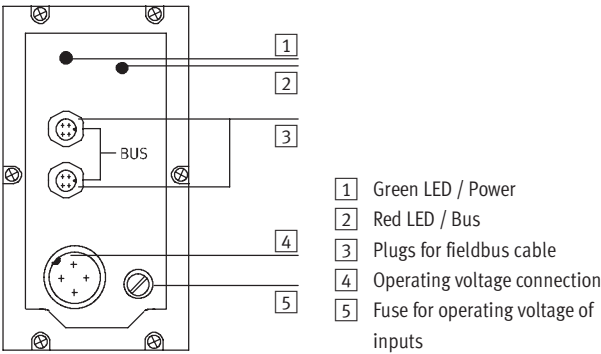 1
2
BUS
3
4
5
1 Green LED / Power
2 Red LED / Bus
3 Plugs for fieldbus cable
4 Operating voltage connection
5 Fuse for operating voltage of
inputs